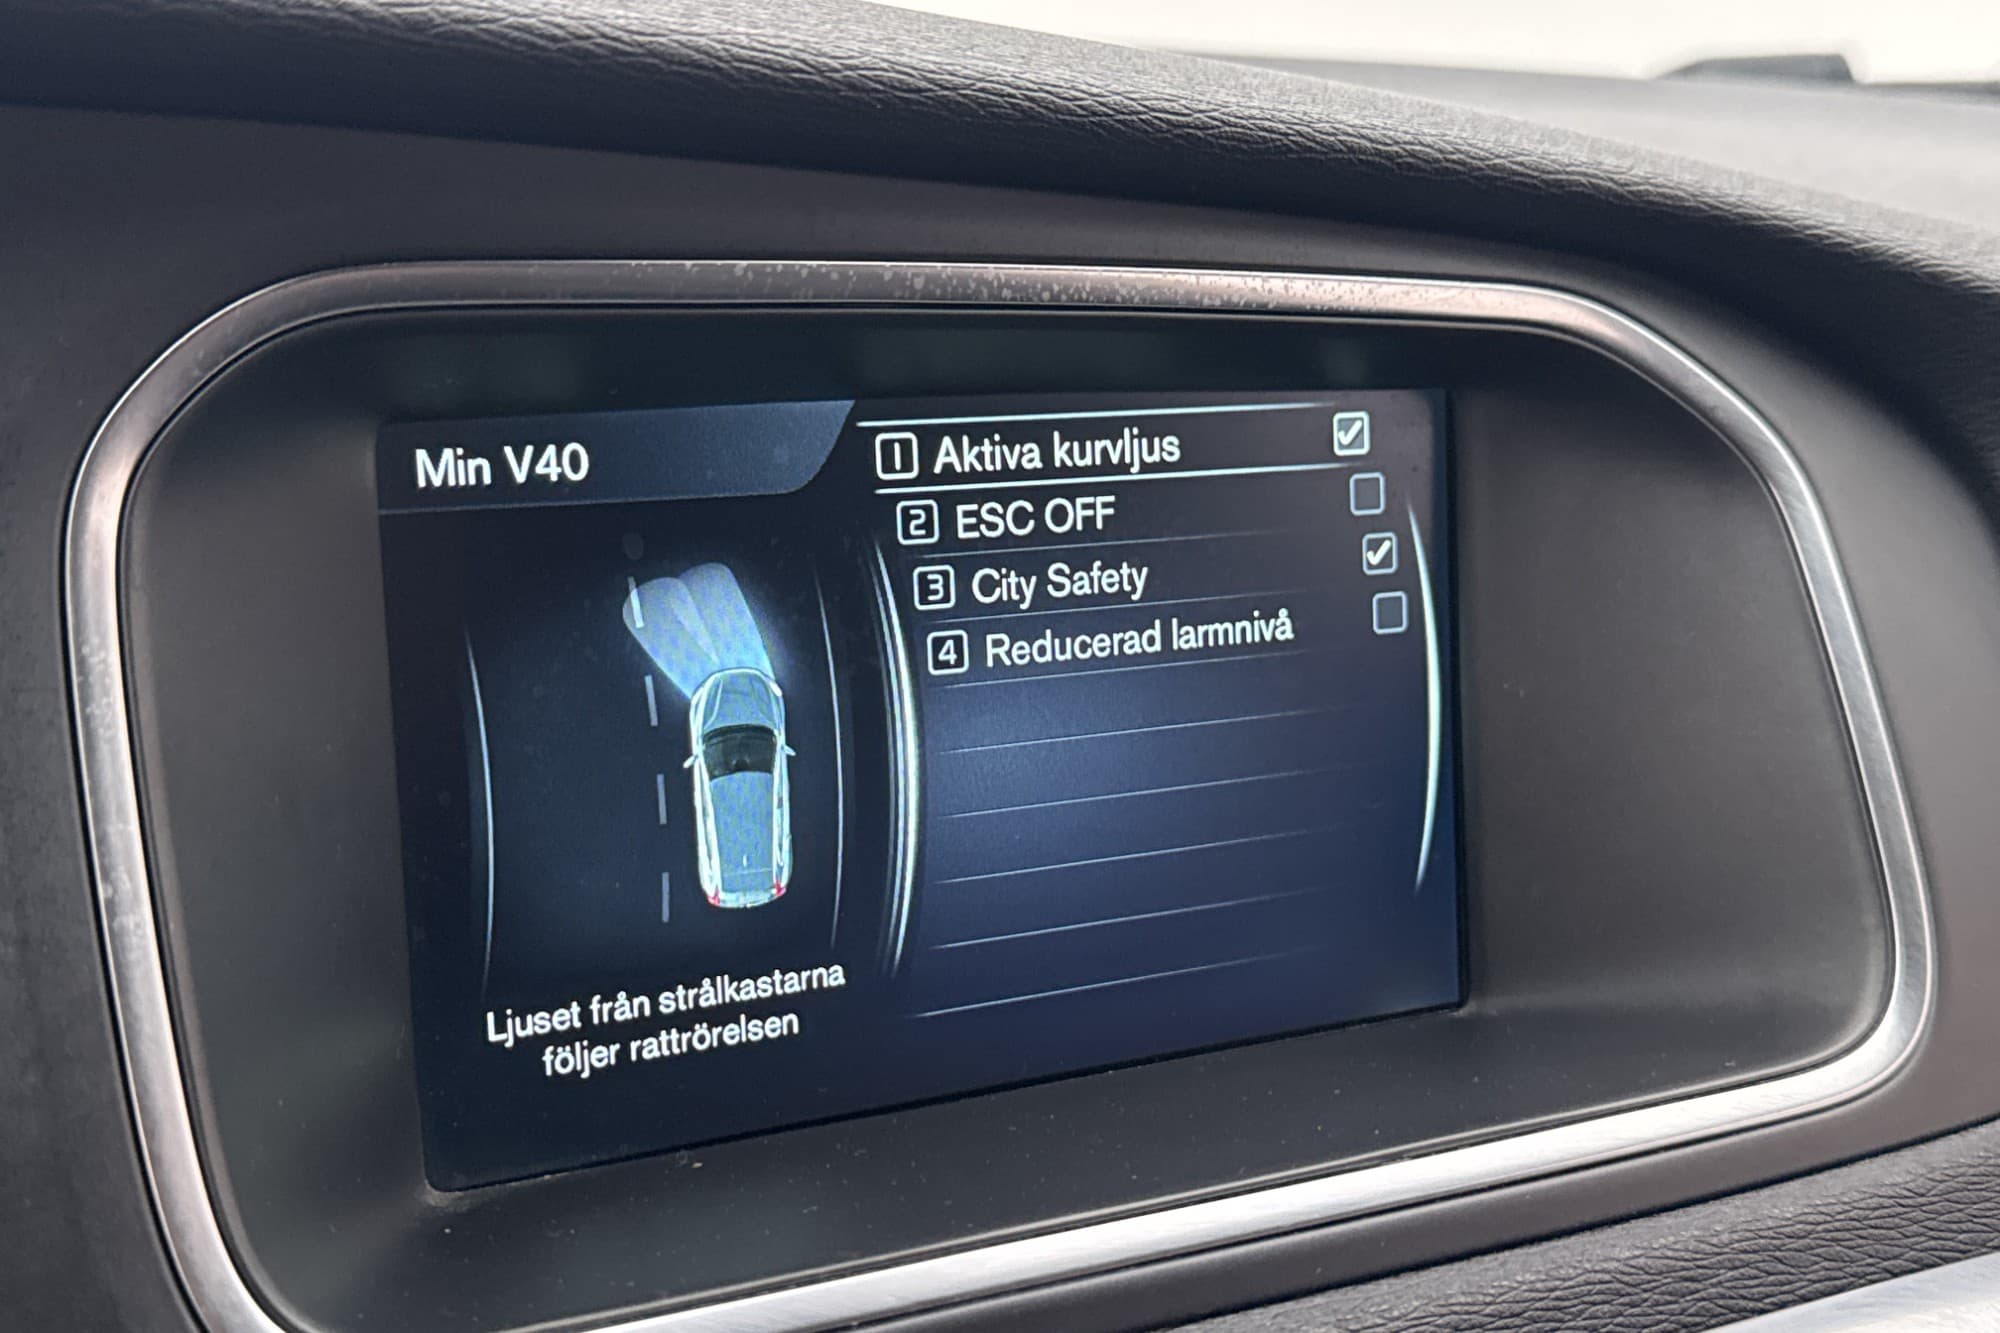 Min V40
1 Aktiva kurvljus
2 ESC OFF
3 City Safety
4 Reducerad larmnivå
Ljuset från strålkastarna
följer rattrörelsen